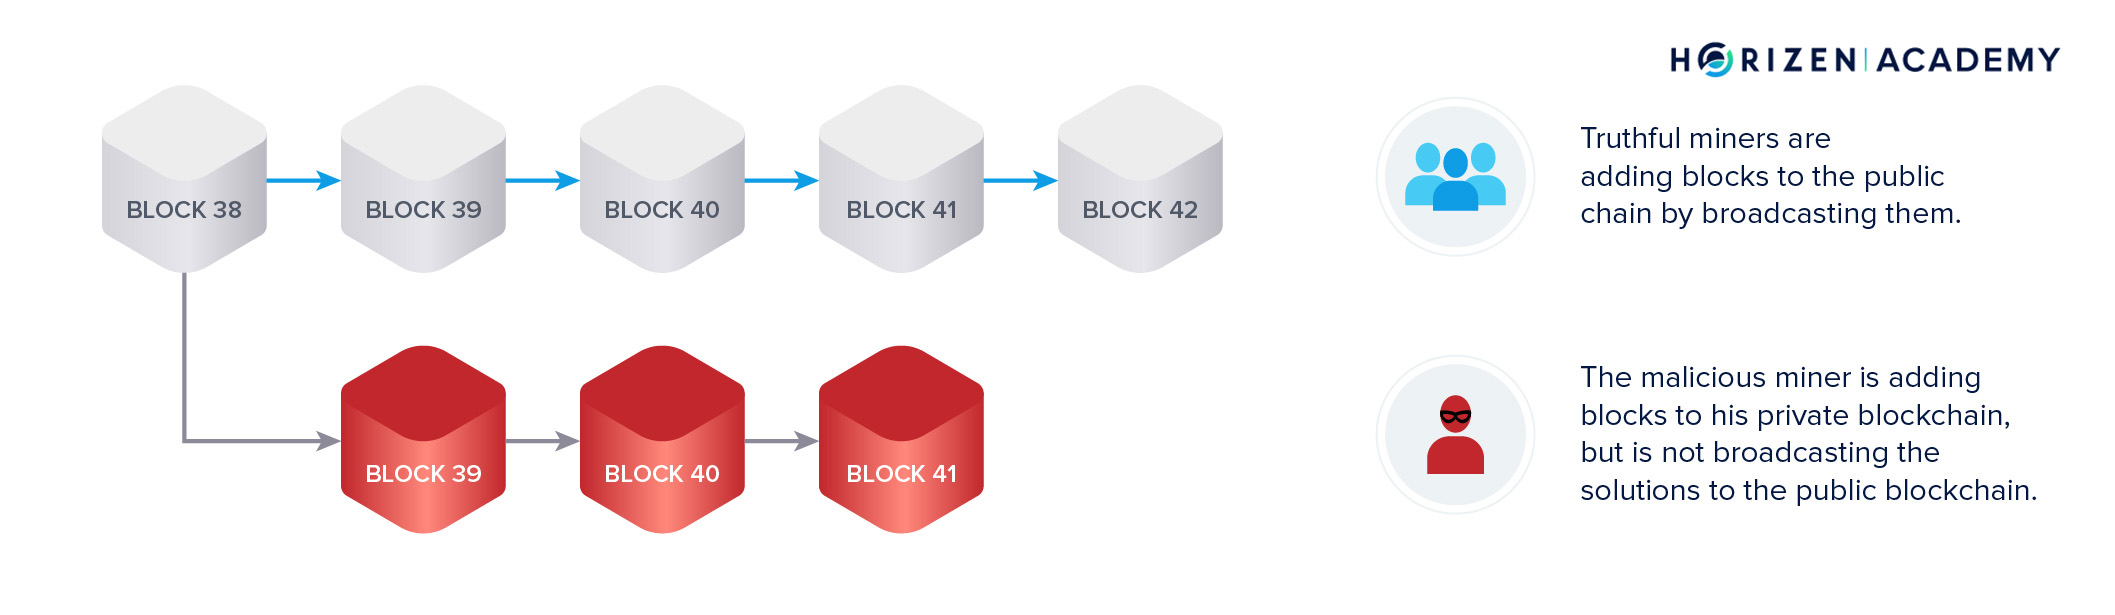 HORIZEN | ACADEMY
BLOCK 38
BLOCK 39
BLOCK 40
BLOCK 41
BLOCK 42
Truthful miners are
adding blocks to the public
chain by broadcasting them.
BLOCK 39
BLOCK 40
BLOCK 41
The malicious miner is adding
blocks to his private blockchain,
but is not broadcasting the
solutions to the public blockchain.